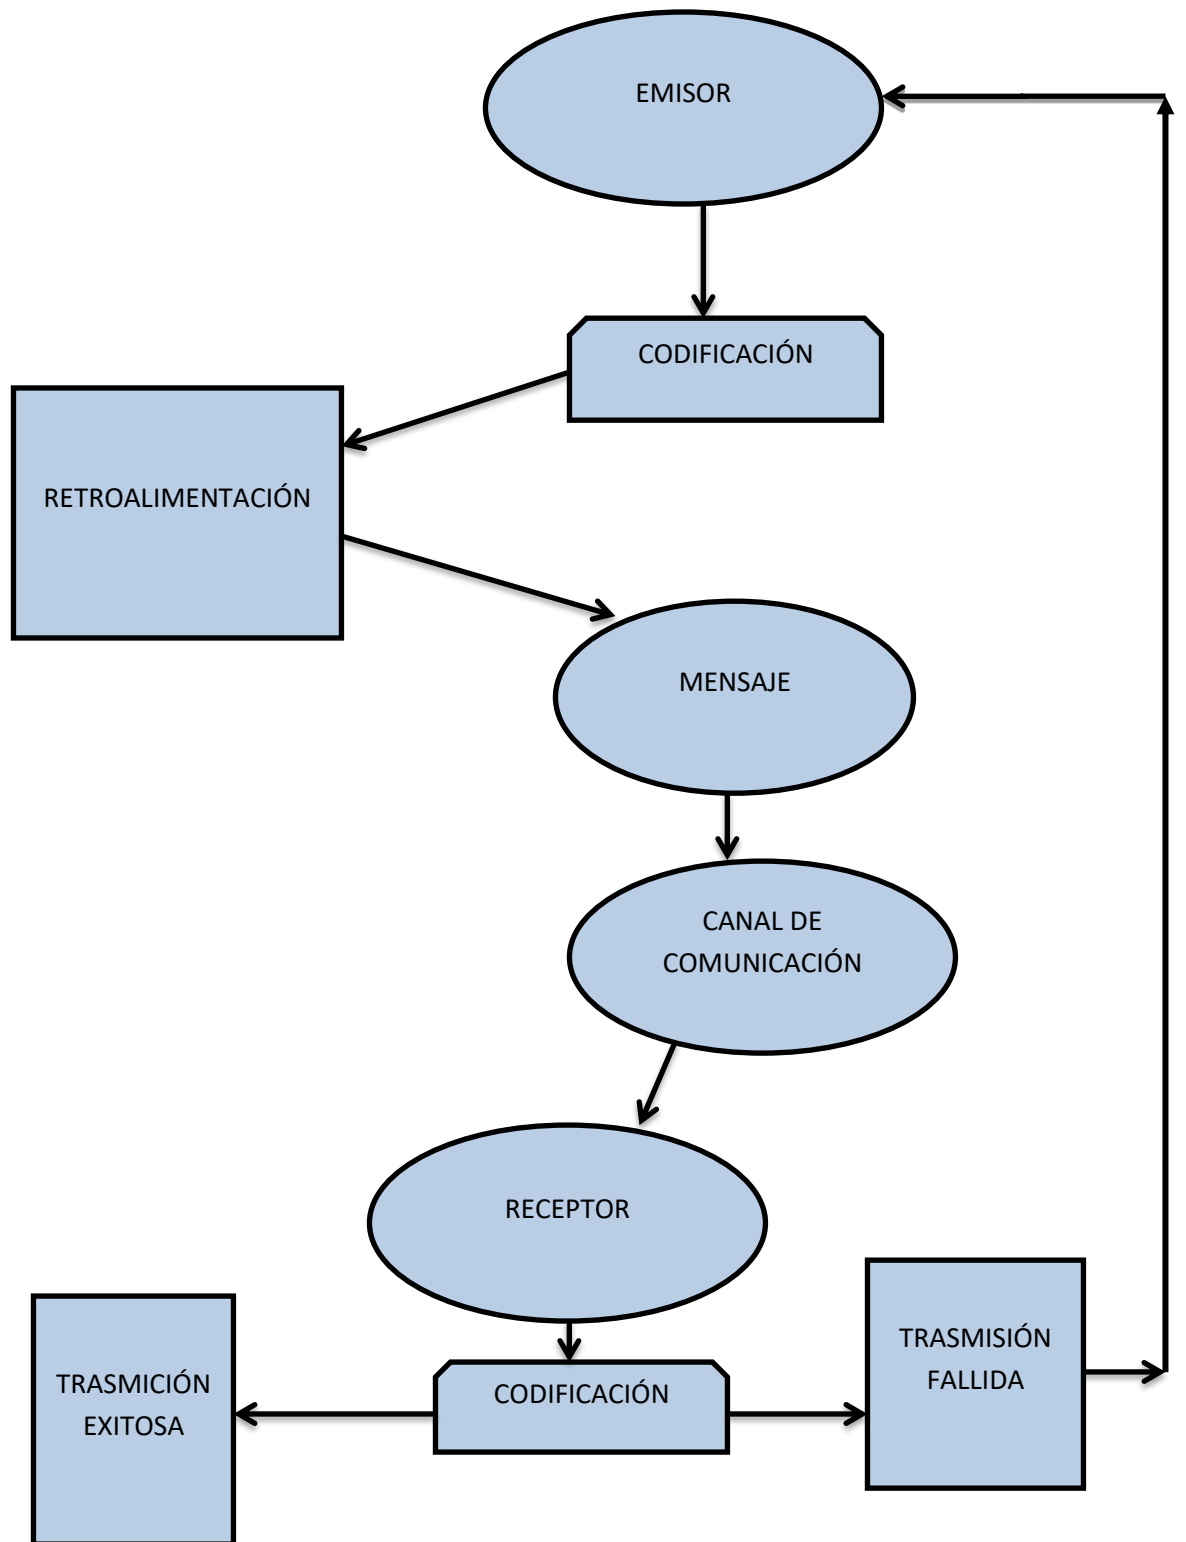 EMISOR
CODIFICACIÓN
RETROALIMENTACIÓN
MENSAJE
CANAL DE
COMUNICACIÓN
RECEPTOR
TRASMISIÓN
FALLIDA
TRASMICIÓN
EXITOSA
CODIFICACIÓN